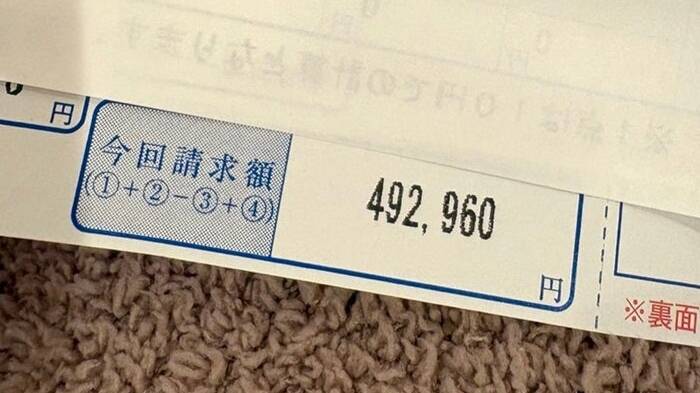 円
今回請求額
(①+②-③+④)
492,960
円
※裏面